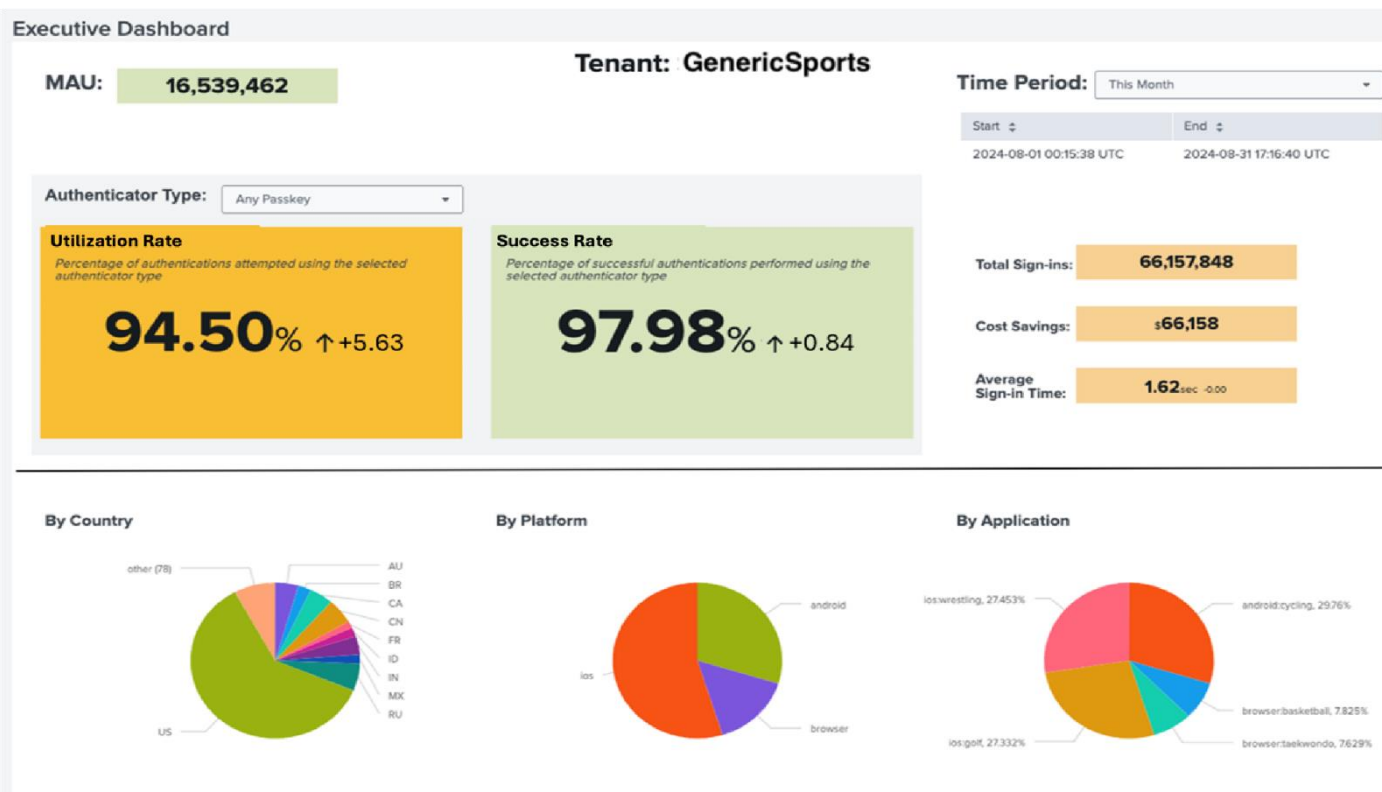 Executive Dashboard
MAU:
16,539,462
Tenant: GenericSports
Time Period:
This Month
Start
End
2024-08-01 00:15:38 UTC
2024-08-31 17:16:40 UTC
Authenticator Type:
Any Passkey
Utilization Rate
Percentage of authentications attempted using the selected
authenticator type
94.50% ↑ +5.63
Success Rate
Percentage of successful authentications performed using the
selected authenticator type
97.98% ↑ +0.84
Total Sign-ins:
66,157,848
Cost Savings:
$66,158
Average
Sign-in Time:
1.62 sec -0.00
By Country
other (78)
AU
BR
CA
CN
FR
ID
IN
MX
RU
US
By Platform
android
ios
browser
By Application
ios:wrestling, 27.453%
android:cycling, 29.76%
browser:basketball, 7.825%
ios:golf, 27.332%
browser:taekwondo, 7.629%